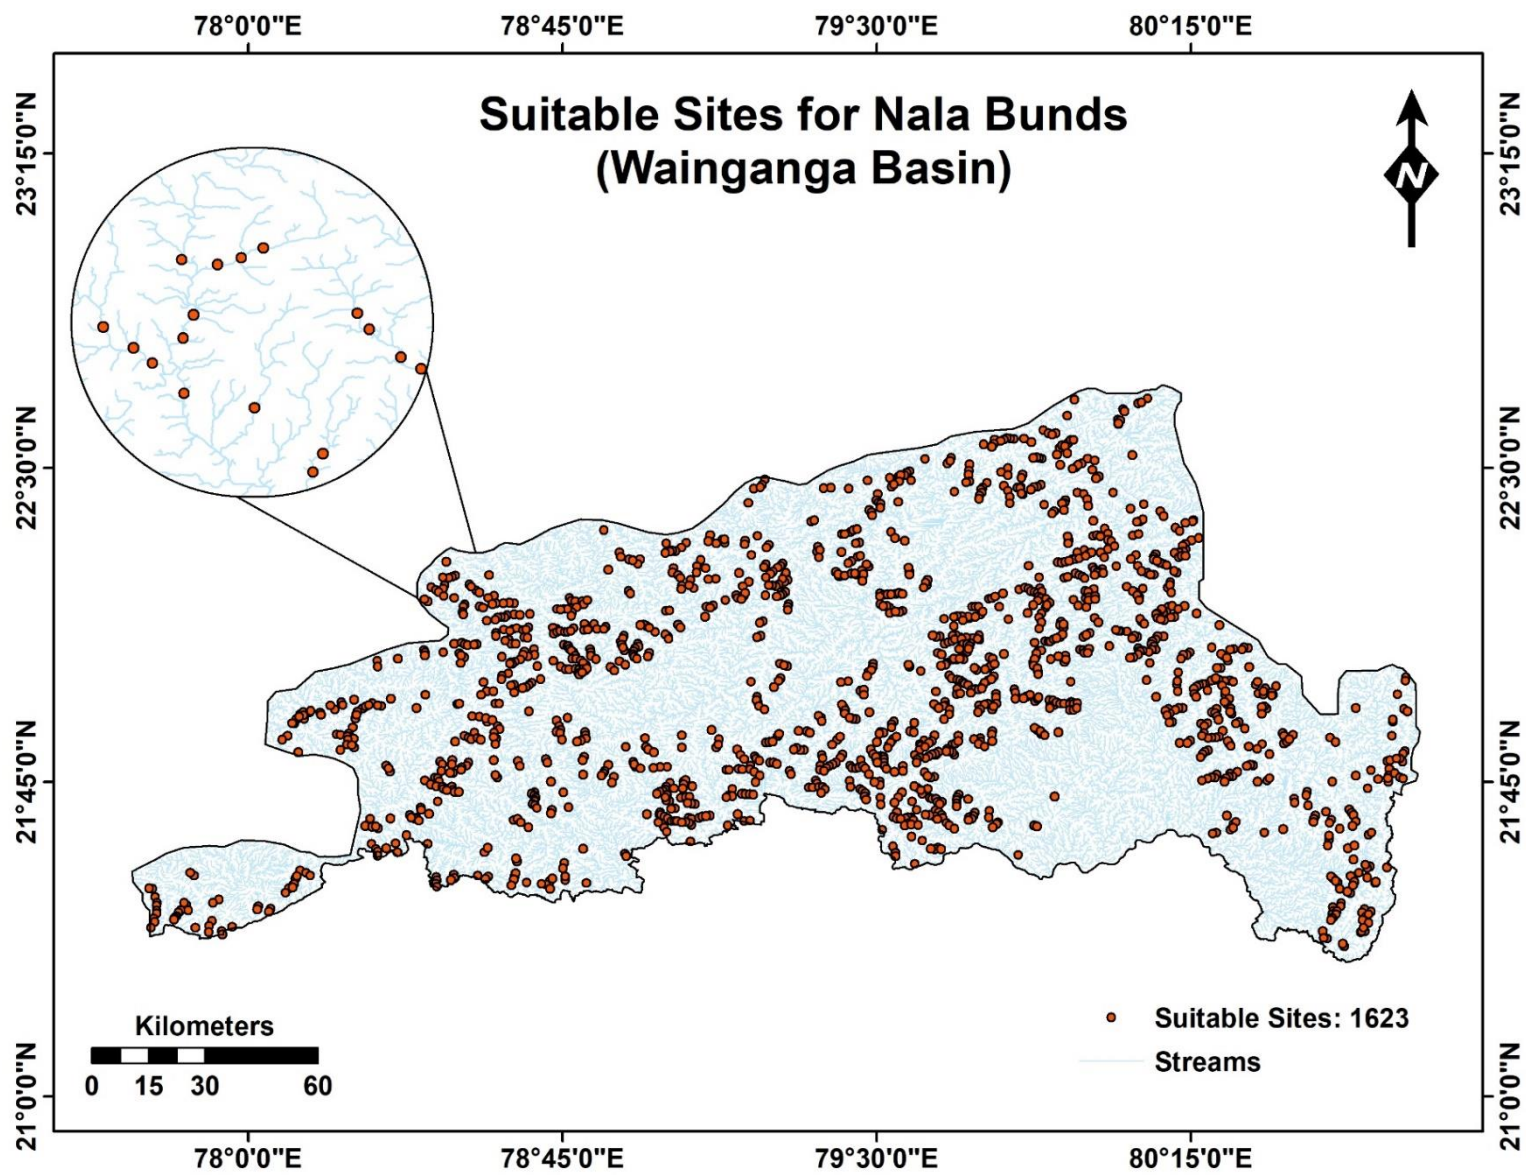 78°0'0"E 78°45'0"E 79°30'0"E 80°15'0"E
Suitable Sites for Nala Bunds
(Wainganga Basin)
N
23°15'0"N 23°15'0"N
22°30'0"N 22°30'0"N
21°45'0"N 21°45'0"N
21°0'0"N 21°0'0"N
Kilometers
0 15 30 60
Suitable Sites: 1623
Streams
78°0'0"E 78°45'0"E 79°30'0"E 80°15'0"E